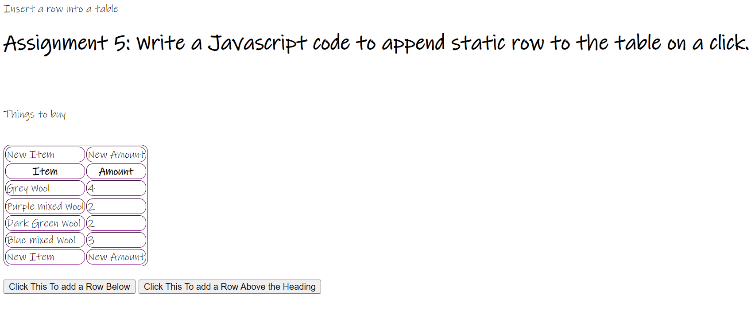 Insert a row into a table
Assignment 5: Write a Javascript code to append static row to the table on a click.
Things to buy
New Item New Amount
Item Amount
Grey Wool 4
Purple mixed Wool 2
Dark Green Wool 2
Blue mixed Wool 3
New Item New Amount
Click This To add a Row Below Click This To add a Row Above the Heading